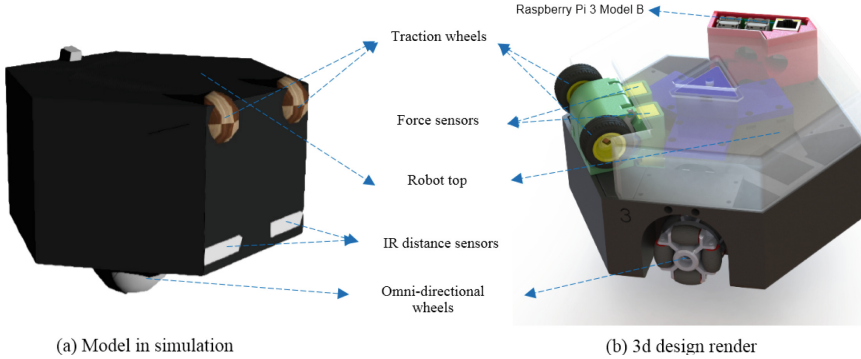 Raspberry Pi 3 Model B
Traction wheels
Force sensors
Robot top
3
IR distance sensors
Omni-directional
wheels
(a) Model in simulation
(b) 3d design render